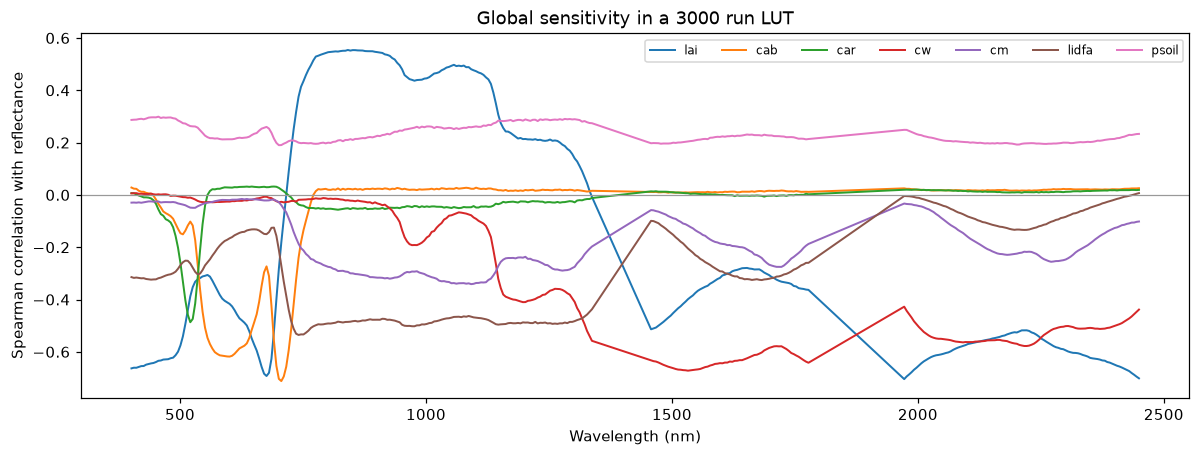 Global sensitivity in a 3000 run LUT
lai cab car cw cm lidfa psoil
Spearman correlation with reflectance
0.6
0.4
0.2
0.0
−0.2
−0.4
−0.6
500 1000 1500 2000 2500
Wavelength (nm)